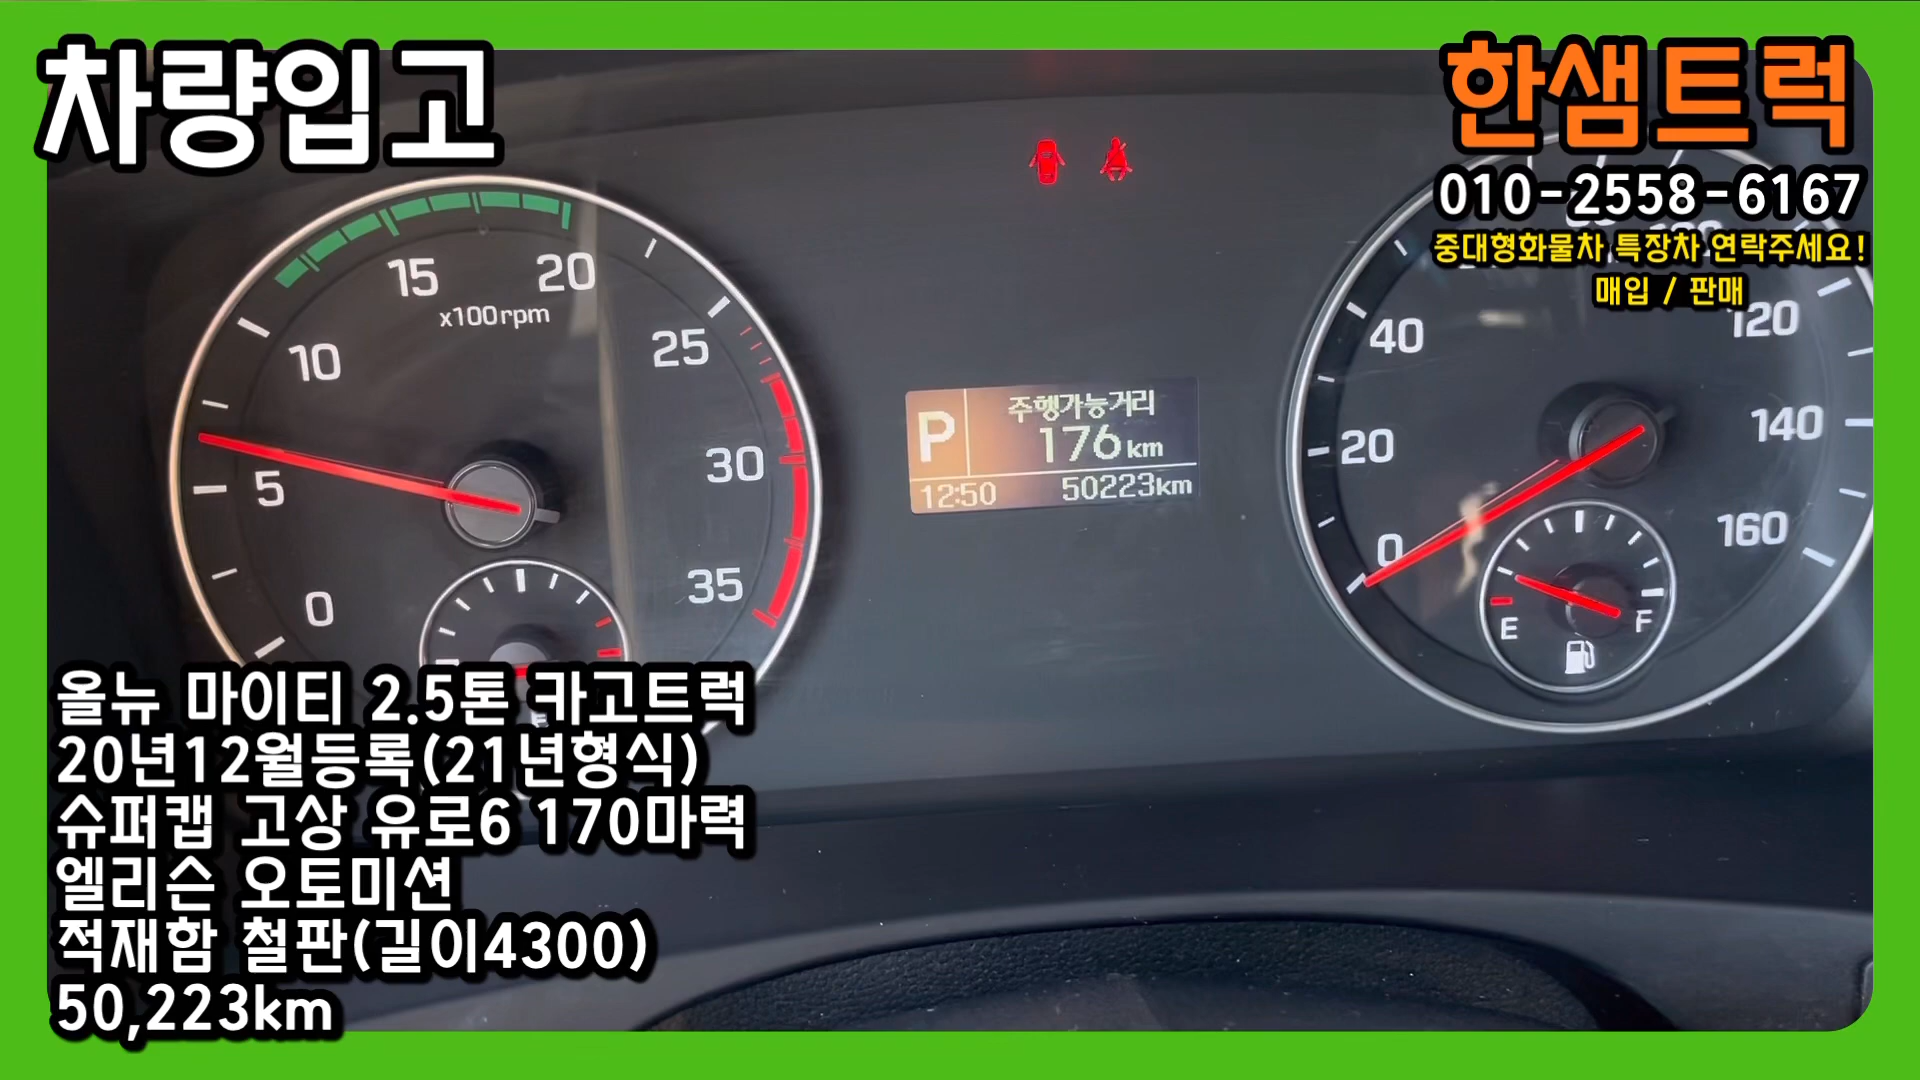 차량입고
한샘트럭
010-2558-6167
중대형화물차 특장차 연락주세요!
매입 / 판매
0
5
10
15
20
25
30
35
x100rpm
P
주행가능거리
176 km
12:50 50223km
0
20
40
120
140
160
E
F
올뉴 마이티 2.5톤 카고트럭
20년12월등록(21년형식)
슈퍼캡 고상 유로6 170마력
엘리슨 오토미션
적재함 철판(길이4300)
50,223km